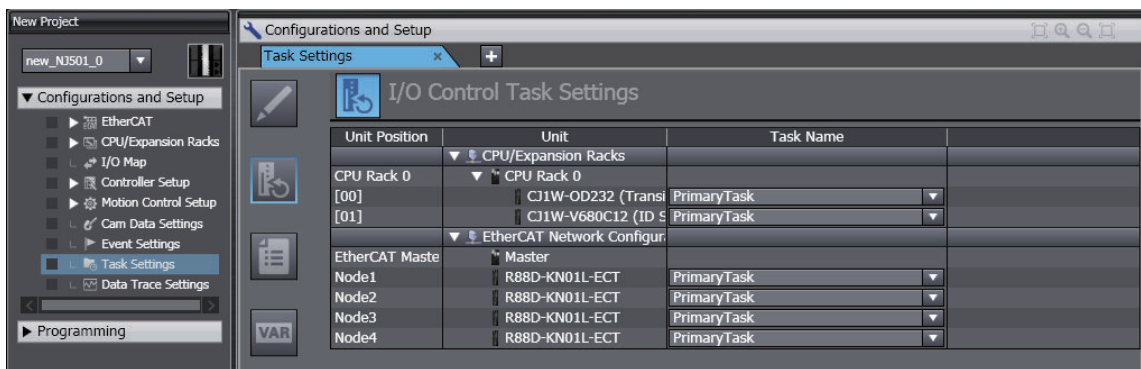 New Project
new_NJ501_0
Configurations and Setup
EtherCAT
CPU/Expansion Racks
I/O Map
Controller Setup
Motion Control Setup
Cam Data Settings
Event Settings
Task Settings
Data Trace Settings
Programming
Configurations and Setup
Task Settings
VAR
I/O Control Task Settings
Unit Position Unit Task Name
CPU/Expansion Racks
CPU Rack 0 CPU Rack 0
[00] CJ1W-OD232 (Transi PrimaryTask
[01] CJ1W-V680C12 (ID S PrimaryTask
EtherCAT Network Configur
EtherCAT Maste Master
Node1 R88D-KN01L-ECT PrimaryTask
Node2 R88D-KN01L-ECT PrimaryTask
Node3 R88D-KN01L-ECT PrimaryTask
Node4 R88D-KN01L-ECT PrimaryTask